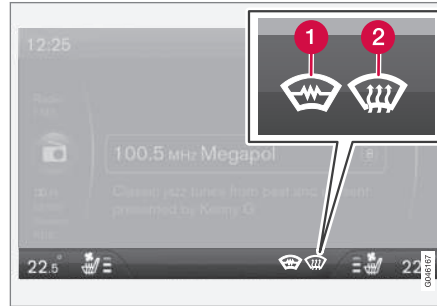 12:25
1
2
Radio
100.5 MHz Megapol
Classic jazz tunes from past and
presented by Kenny G
22.5°
22
G046167